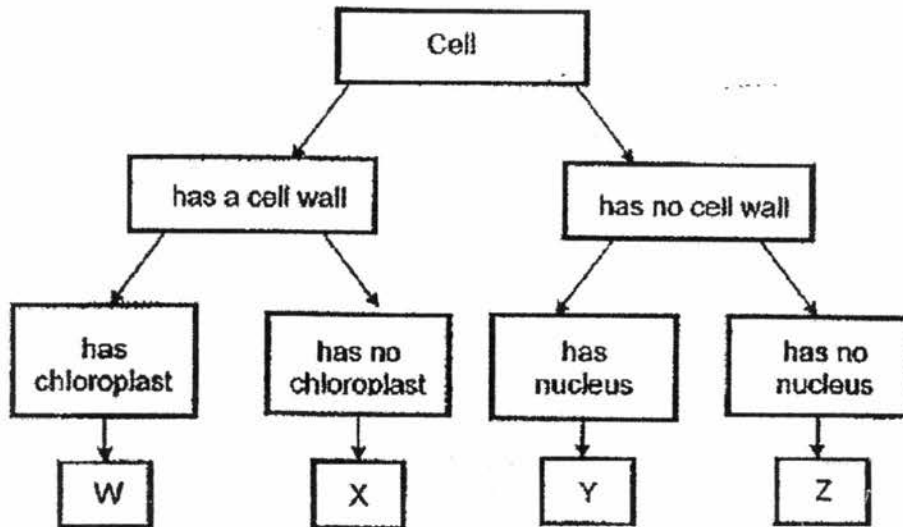 Cell
has a cell wall
has no cell wall
has
chloroplast
has no
chloroplast
has
nucleus
has no
nucleus
W
X
Y
Z